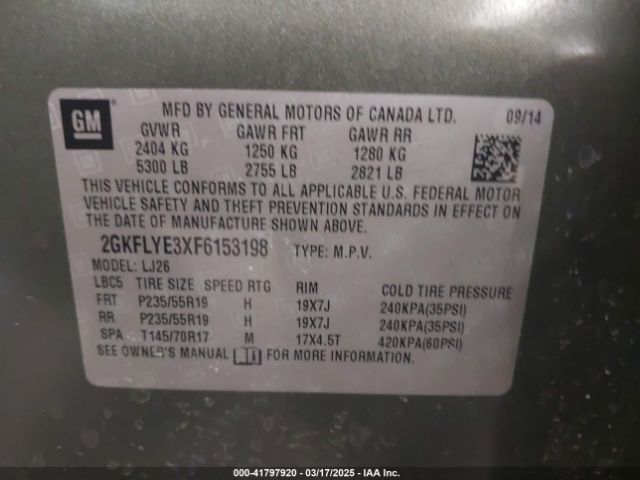 GM
MFD BY GENERAL MOTORS OF CANADA LTD. 09/14
GVWR GAWR FRT GAWR RR
2404 KG 1250 KG 1280 KG
5300 LB 2755 LB 2821 LB
THIS VEHICLE CONFORMS TO ALL APPLICABLE U.S. FEDERAL MOTOR
VEHICLE SAFETY AND THEFT PREVENTION STANDARDS IN EFFECT ON
THE DATE OF MANUFACTURE SHOWN ABOVE.
2GKFLYE3XF6153198 TYPE: M.P.V.
MODEL: LJ26
LBC5 TIRE SIZE SPEED RTG RIM COLD TIRE PRESSURE
FRT P235/55R19 H 19X7J 240KPA(35PSI)
RR P235/55R19 H 19X7J 240KPA(35PSI)
SPA T145/70R17 M 17X4.5T 420KPA(60PSI)
SEE OWNER'S MANUAL FOR MORE INFORMATION.
000-41797920 - 03/17/2025 - IAA Inc.